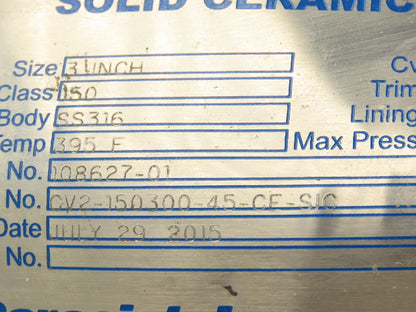 SOLID CERAMIC
Size 3 INCH Cv
Class 150 Trim
Body SS316 Lining
Temp 395 F Max Press
No. 108627-01
No. CV2-150300-45-CE-SIC
Date JULY 29 2015
No.